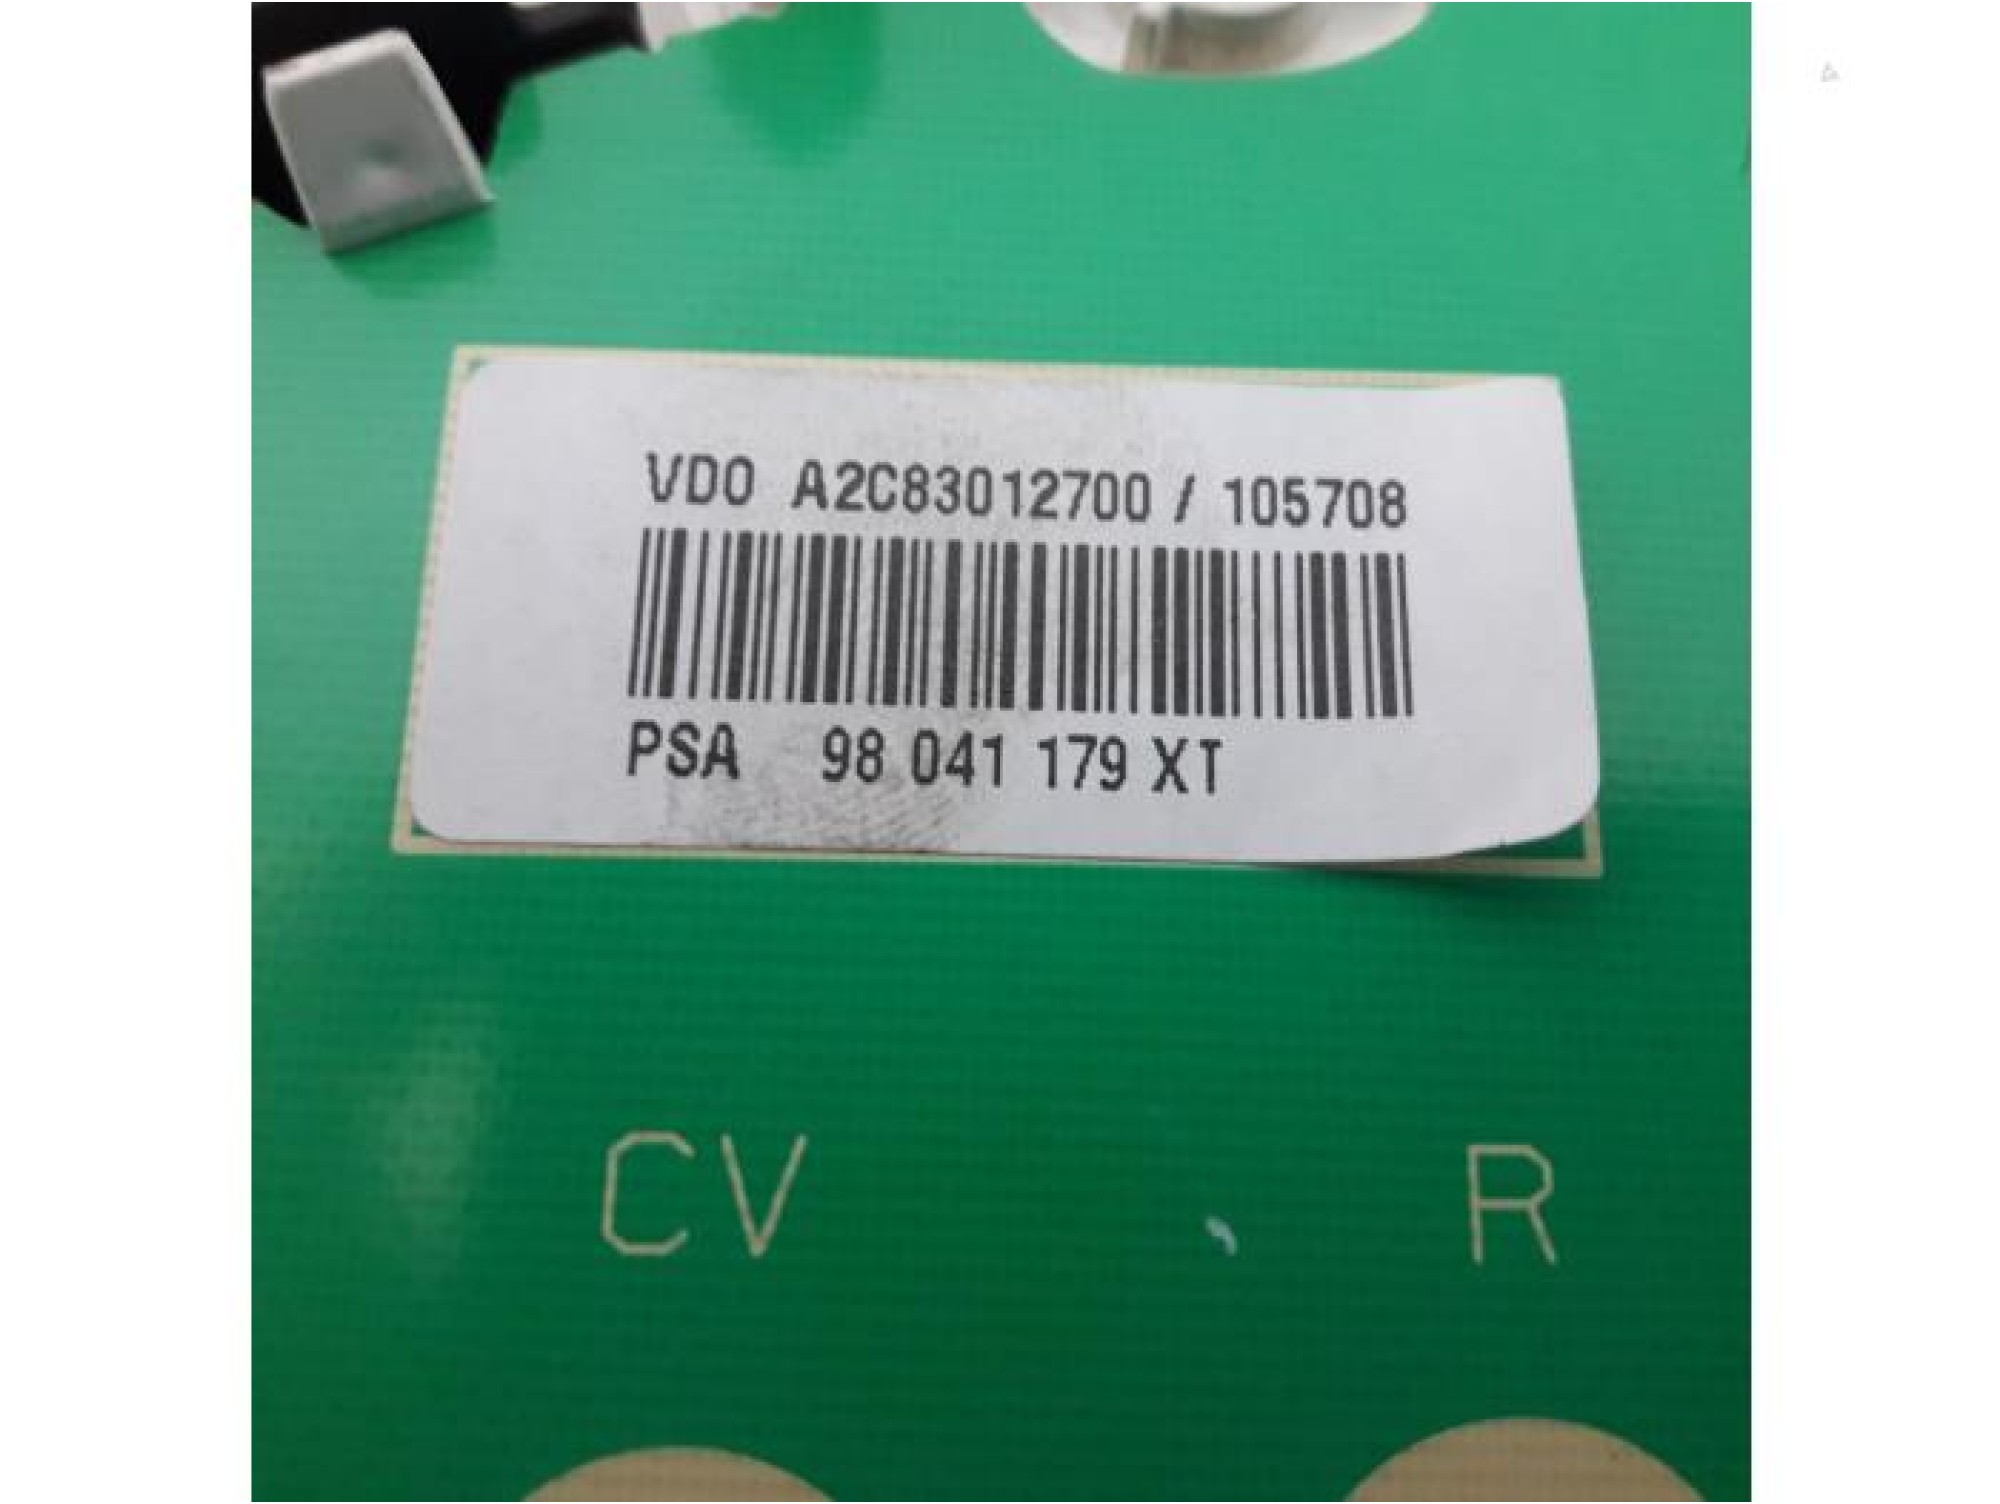 VDO A2C83012700 / 105708
PSA 98 041 179 XT
CV R